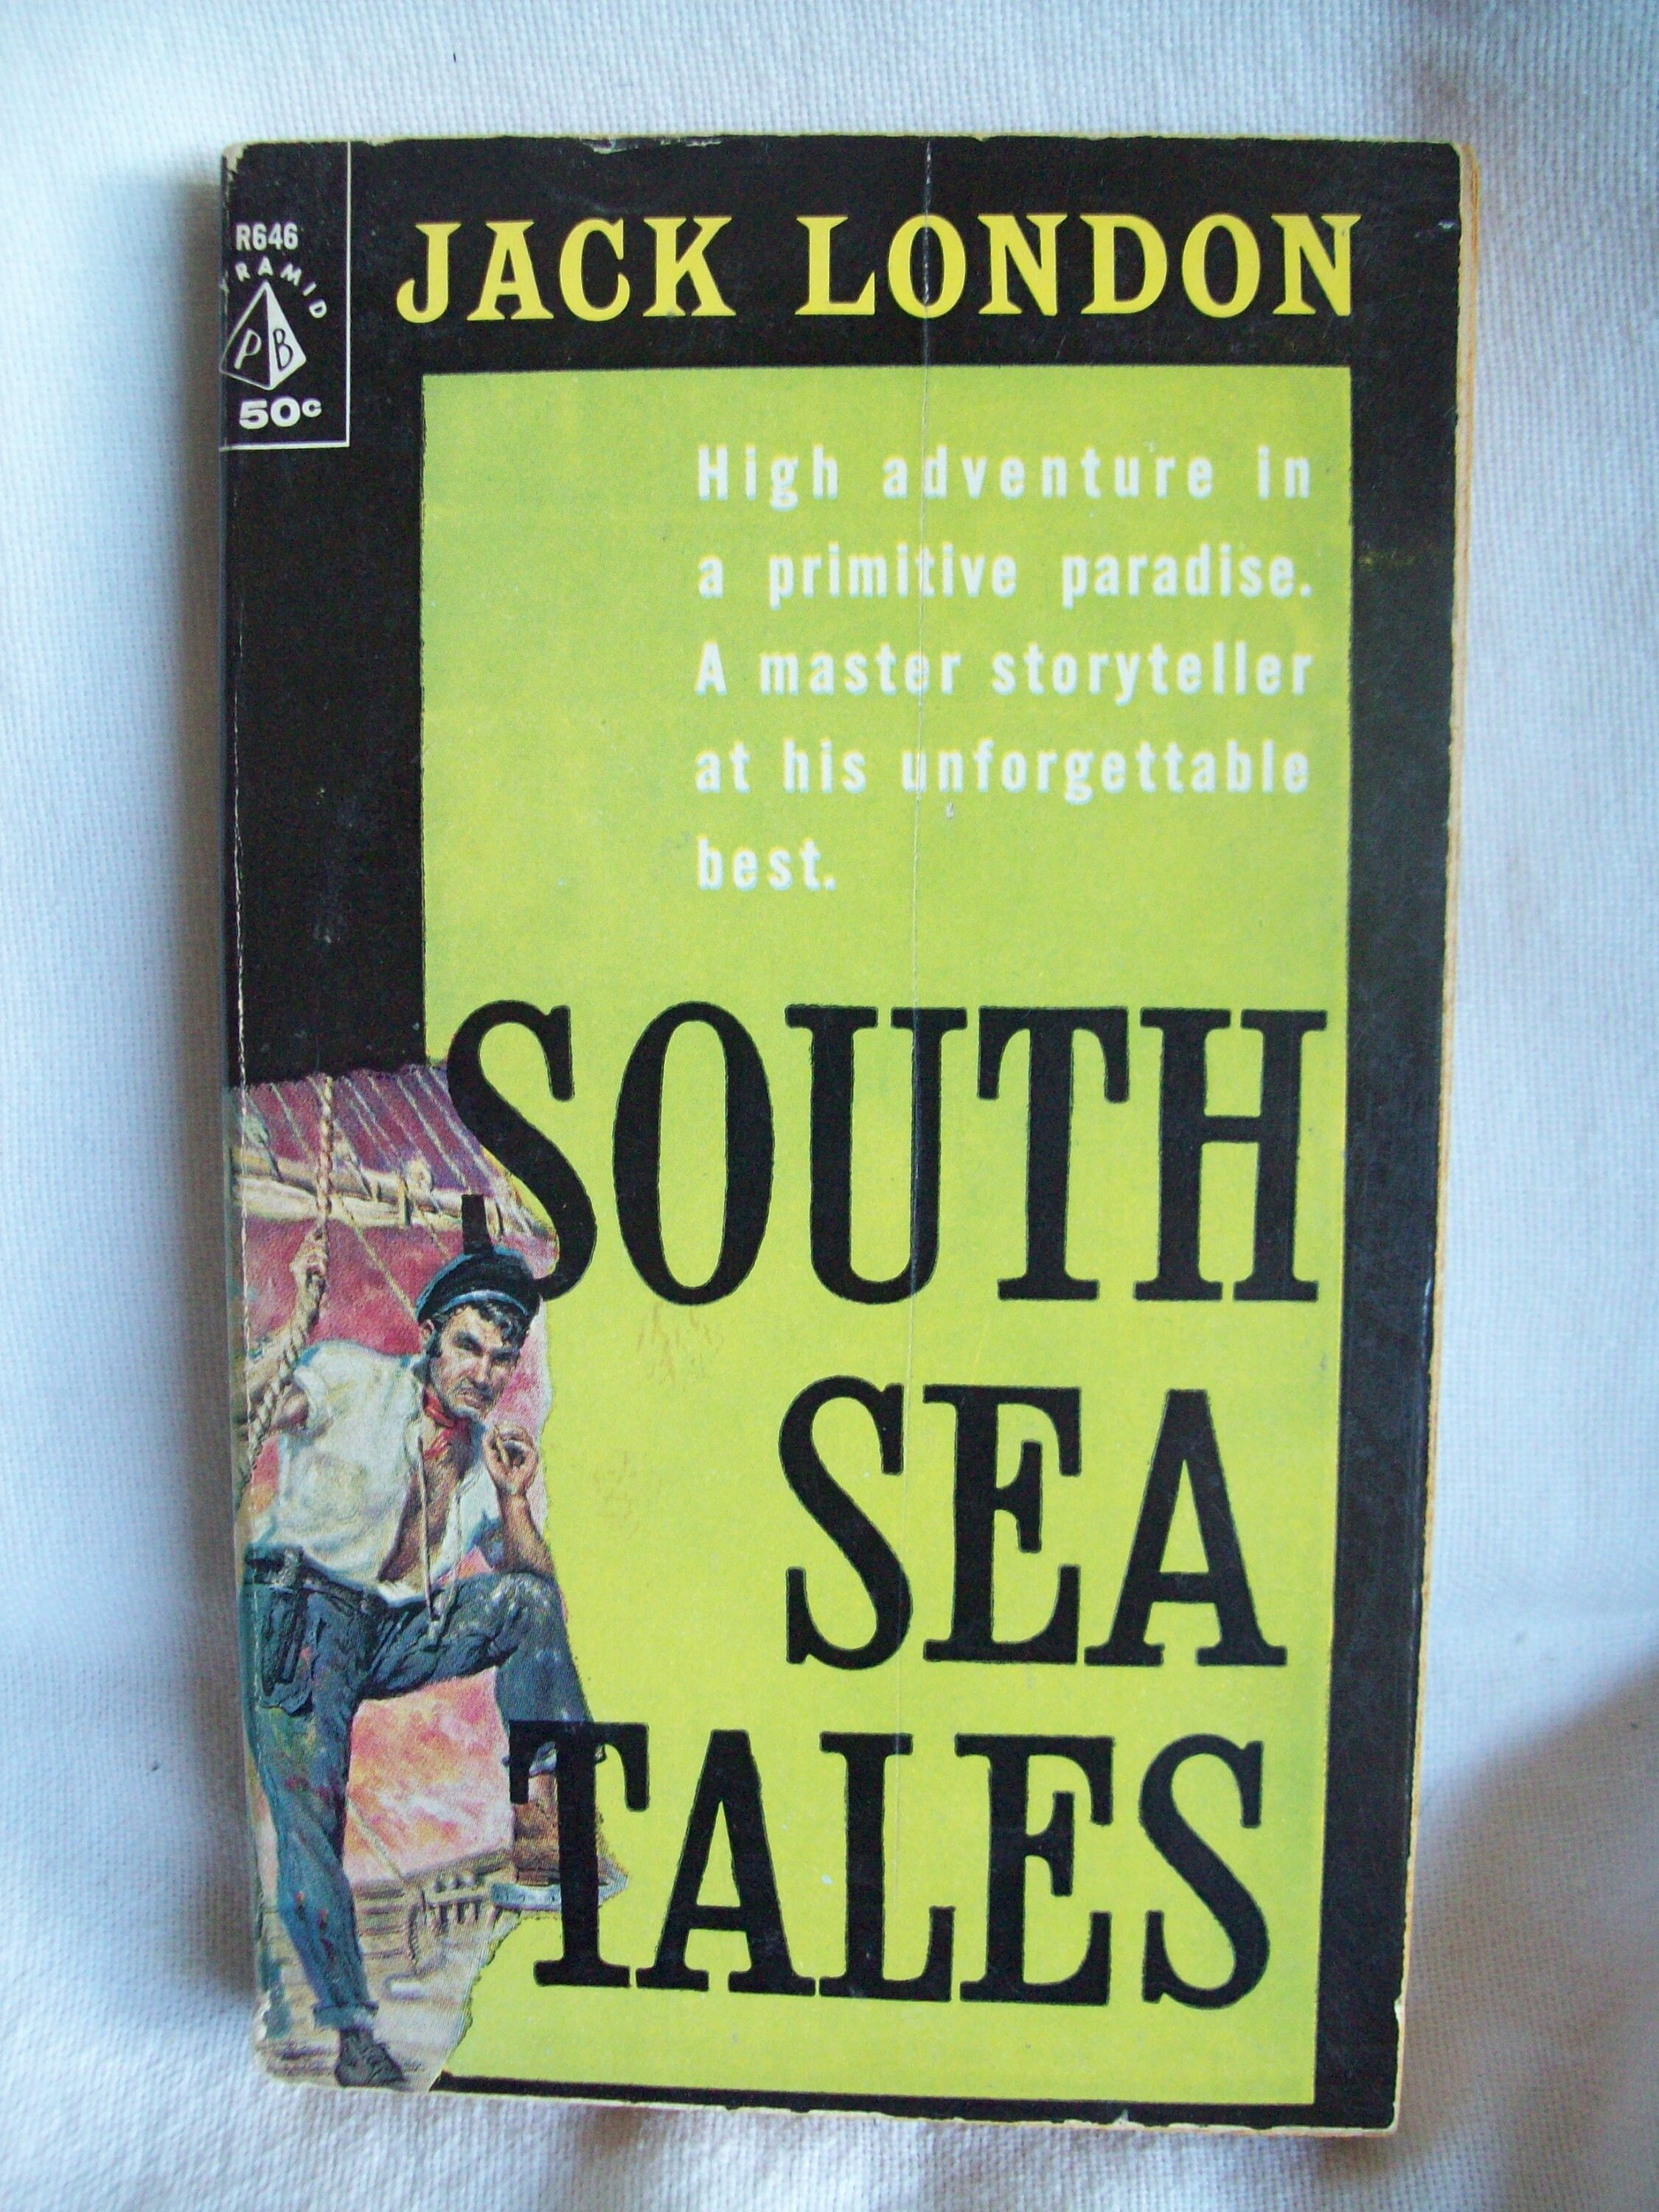 R646
RAMID
PB
50c
JACK LONDON
High adventure in
a primitive paradise.
A master storyteller
at his unforgettable
best.
SOUTH
SEA
TALES